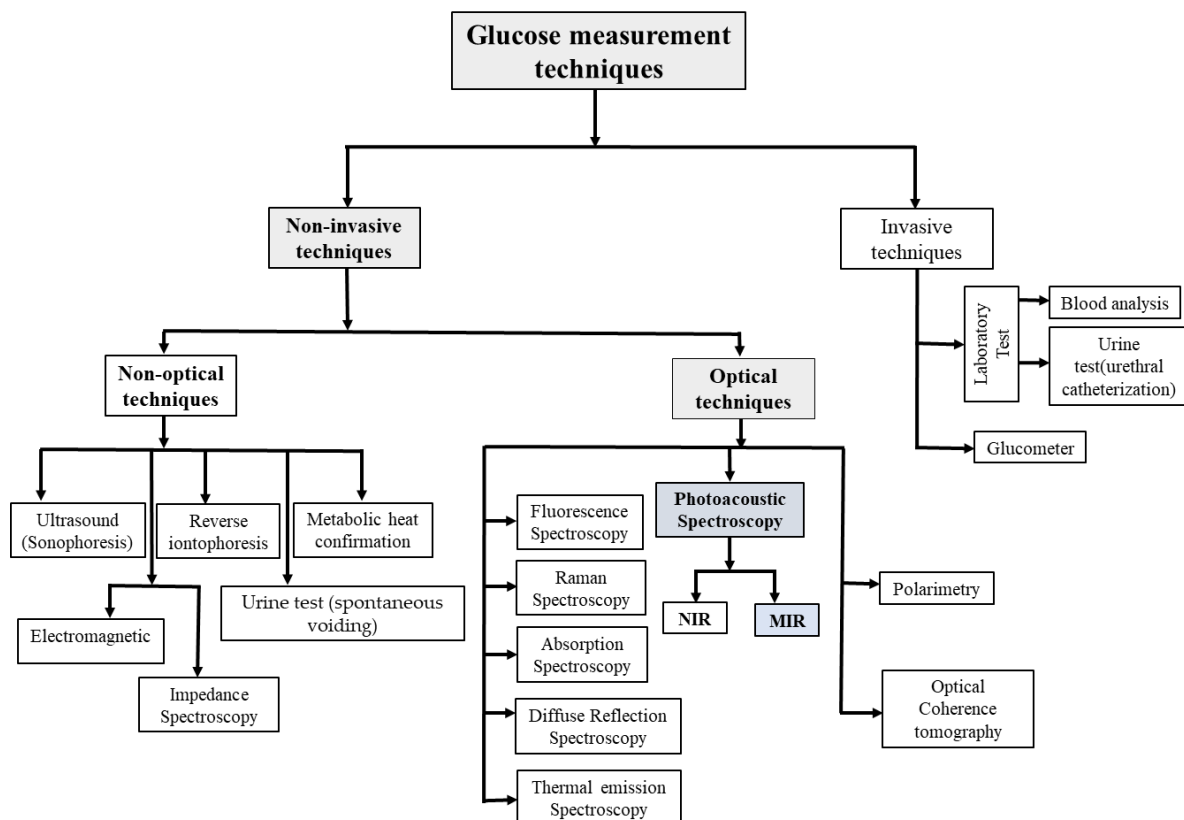 Glucose measurement
techniques
Non-invasive
techniques
Invasive
techniques
Laboratory
Test
Blood analysis
Urine
test(urethral
catheterization)
Glucometer
Non-optical
techniques
Optical
techniques
Ultrasound
(Sonophoresis)
Reverse
iontophoresis
Metabolic heat
confirmation
Electromagnetic
Urine test (spontaneous
voiding)
Impedance
Spectroscopy
Fluorescence
Spectroscopy
Raman
Spectroscopy
Absorption
Spectroscopy
Diffuse Reflection
Spectroscopy
Thermal emission
Spectroscopy
Photoacoustic
Spectroscopy
NIR
MIR
Polarimetry
Optical
Coherence
tomography